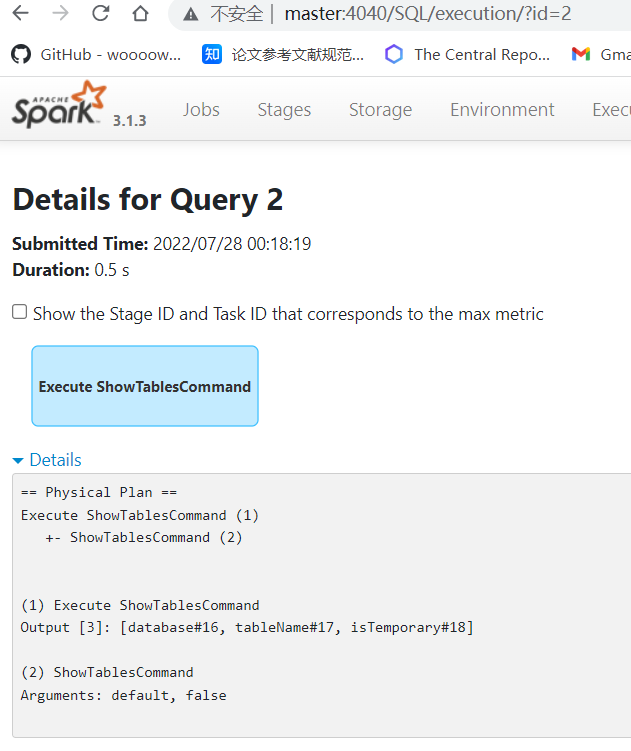 不安全 | master:4040/SQL/execution/?id=2
GitHub - woooow... 知 论文参考文献规范... The Central Repo... Gma
APACHE Spark 3.1.3 Jobs Stages Storage Environment Execu
Details for Query 2
Submitted Time: 2022/07/28 00:18:19
Duration: 0.5 s
Show the Stage ID and Task ID that corresponds to the max metric
Execute ShowTablesCommand
Details
== Physical Plan ==
Execute ShowTablesCommand (1)
+- ShowTablesCommand (2)
(1) Execute ShowTablesCommand
Output [3]: [database#16, tableName#17, isTemporary#18]
(2) ShowTablesCommand
Arguments: default, false